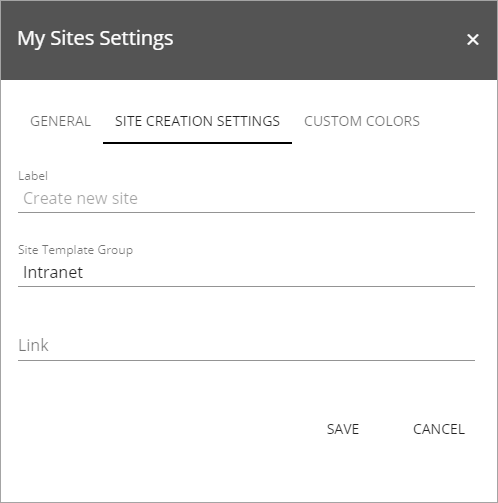 My Sites Settings ×
GENERAL SITE CREATION SETTINGS CUSTOM COLORS
Label
Create new site
Site Template Group
Intranet
Link
SAVE CANCEL